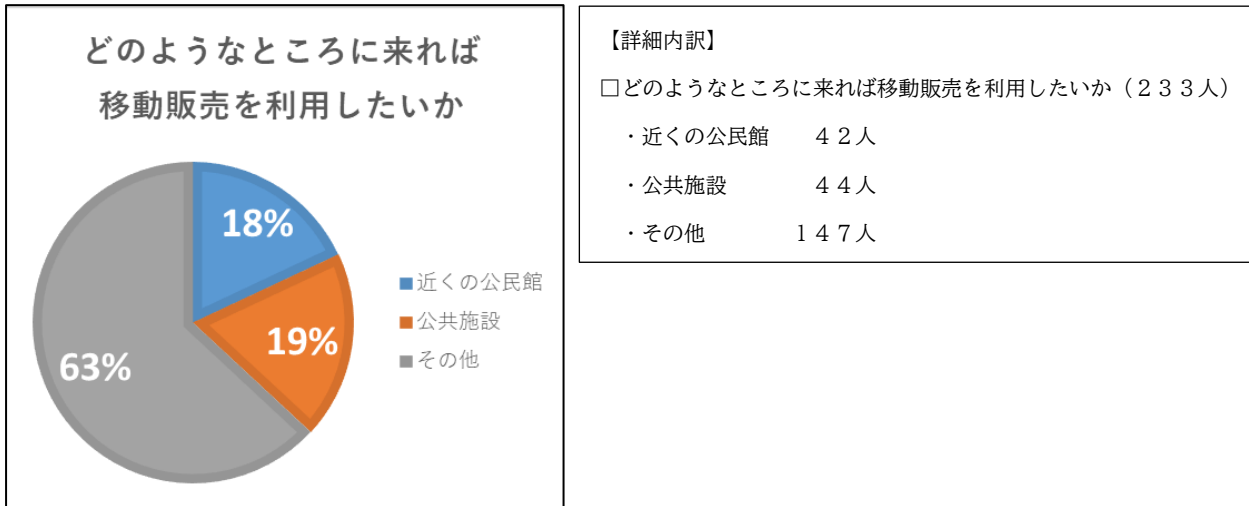 どのようなところに来れば
移動販売を利用したいか
18%
19%
63%
■近くの公民館
■公共施設
■その他
【詳細内訳】
□どのようなところに来れば移動販売を利用したいか（２３３人）
・近くの公民館　　４２人
・公共施設　　　　４４人
・その他　　　　１４７人